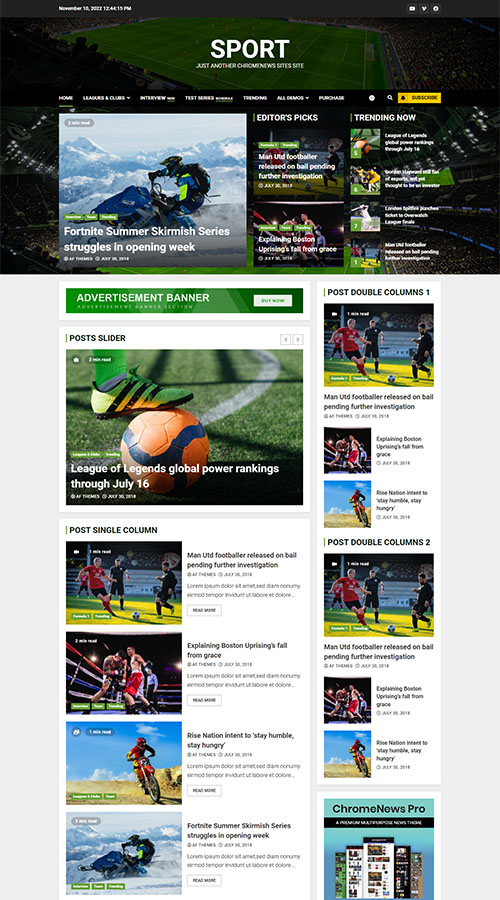 November 10, 2022 12:44:15 PM
SPORT
JUST ANOTHER CHROMENEWS SITES SITE
HOME LEAGUES & CLUBS INTERVIEW NEW TEST SERIES SCHEDULE TRENDING ALL DEMOS PURCHASE SUBSCRIBE
2 min read
Interview Team Trending
Fortnite Summer Skirmish Series
struggles in opening week
AF THEMES JULY 30, 2018
EDITOR'S PICKS
Formula 1 Trending
Man Utd footballer
released on bail pending
further investigation
JULY 30, 2018
Interview Team Trending
Explaining Boston
Uprising's fall from grace
JULY 30, 2018
TRENDING NOW
5
League of Legends
global power rankings
through July 16
6
Gordon Hayward still fan
of esports, not yet
thought to be an investor
7
London Spitfire punches
ticket to Overwatch
League finals
1
Man Utd footballer
released on bail pending
further investigation
ADVERTISEMENT BANNER
ADVERTISEMENT BANNER SECTION
BUY NOW
POSTS SLIDER
2 min read
Leagues & Clubs Trending
League of Legends global power rankings
through July 16
AF THEMES JULY 30, 2018
POST SINGLE COLUMN
1 min read
Formula 1 Trending
Man Utd footballer released on bail
pending further investigation
AF THEMES JULY 30, 2018
Lorem ipsum dolor sit amet,sed diam nonumy
eirmod tempor invidunt ut labore et dolore...
READ MORE
3 min read
Interview Team Trending
Explaining Boston Uprising's fall
from grace
AF THEMES JULY 30, 2018
Lorem ipsum dolor sit amet,sed diam nonumy
eirmod tempor invidunt ut labore et dolore...
READ MORE
1 min read
Leagues & Clubs Team
Rise Nation intent to 'stay humble,
stay hungry'
AF THEMES JULY 30, 2018
Lorem ipsum dolor sit amet,sed diam nonumy
eirmod tempor invidunt ut labore et dolore...
READ MORE
2 min read
Interview Team Trending
Fortnite Summer Skirmish Series
struggles in opening week
AF THEMES JULY 30, 2018
Lorem ipsum dolor sit amet,sed diam nonumy
eirmod tempor invidunt ut labore et dolore...
READ MORE
POST DOUBLE COLUMNS 1
1 min read
Formula 1 Trending
Man Utd footballer released on bail
pending further investigation
AF THEMES JULY 30, 2018
Explaining Boston
Uprising's fall from
grace
JULY 30, 2018
Rise Nation intent to
'stay humble, stay
hungry'
JULY 30, 2018
POST DOUBLE COLUMNS 2
1 min read
Formula 1 Trending
Man Utd footballer released on bail
pending further investigation
AF THEMES JULY 30, 2018
Explaining Boston
Uprising's fall from
grace
JULY 30, 2018
Rise Nation intent to
'stay humble, stay
hungry'
JULY 30, 2018
ChromeNews Pro
A PREMIUM MULTIPURPOSE NEWS THEME